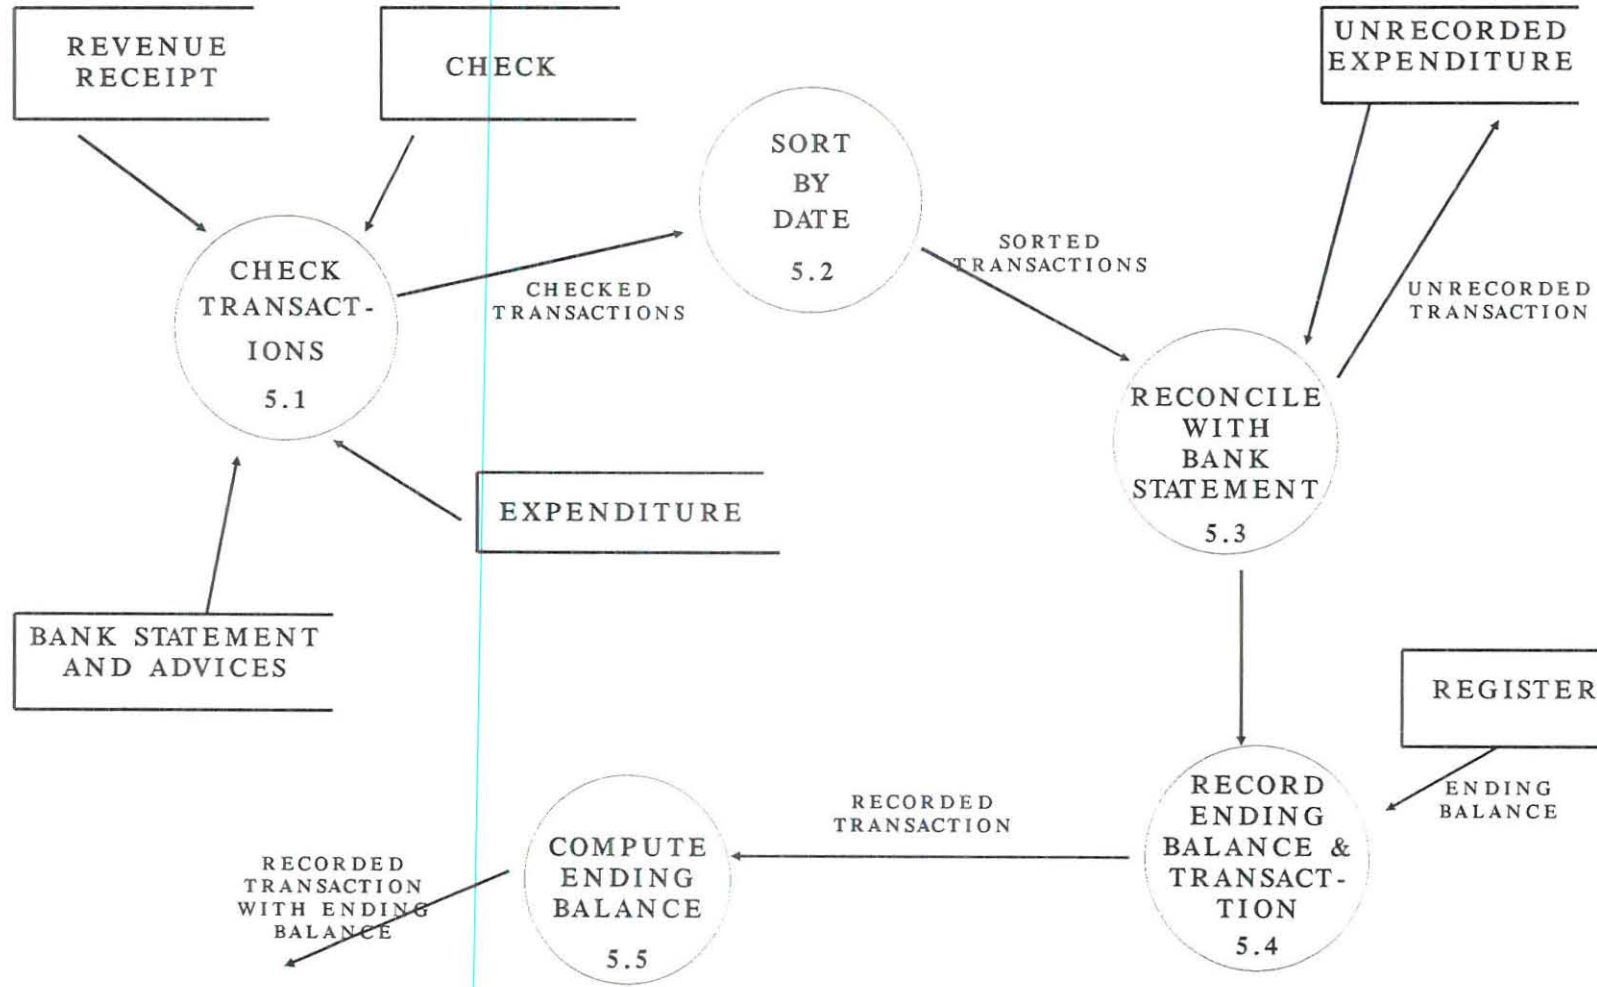 REVENUE
RECEIPT
CHECK
UNRECORDED
EXPENDITURE
SORT
BY
DATE
5.2
SORTED
TRANSACTIONS
CHECK
TRANSACT-
IONS
5.1
CHECKED
TRANSACTIONS
UNRECORDED
TRANSACTION
RECONCILE
WITH
BANK
STATEMENT
5.3
EXPENDITURE
BANK STATEMENT
AND ADVICES
REGISTER
ENDING
BALANCE
RECORD
ENDING
BALANCE &
TRANSACT-
TION
5.4
RECORDED
TRANSACTION
COMPUTE
ENDING
BALANCE
5.5
RECORDED
TRANSACTION
WITH ENDING
BALANCE